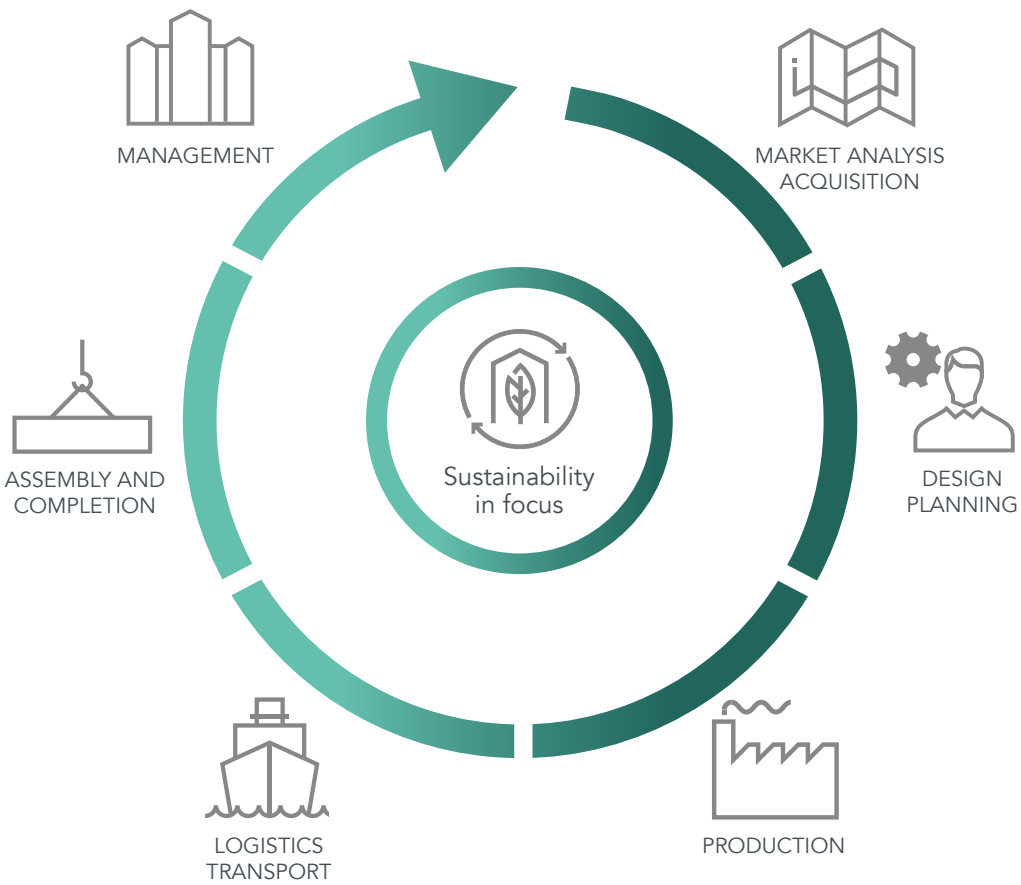 MANAGEMENT
MARKET ANALYSIS
ACQUISITION
ASSEMBLY AND
COMPLETION
Sustainability
in focus
DESIGN
PLANNING
LOGISTICS
TRANSPORT
PRODUCTION